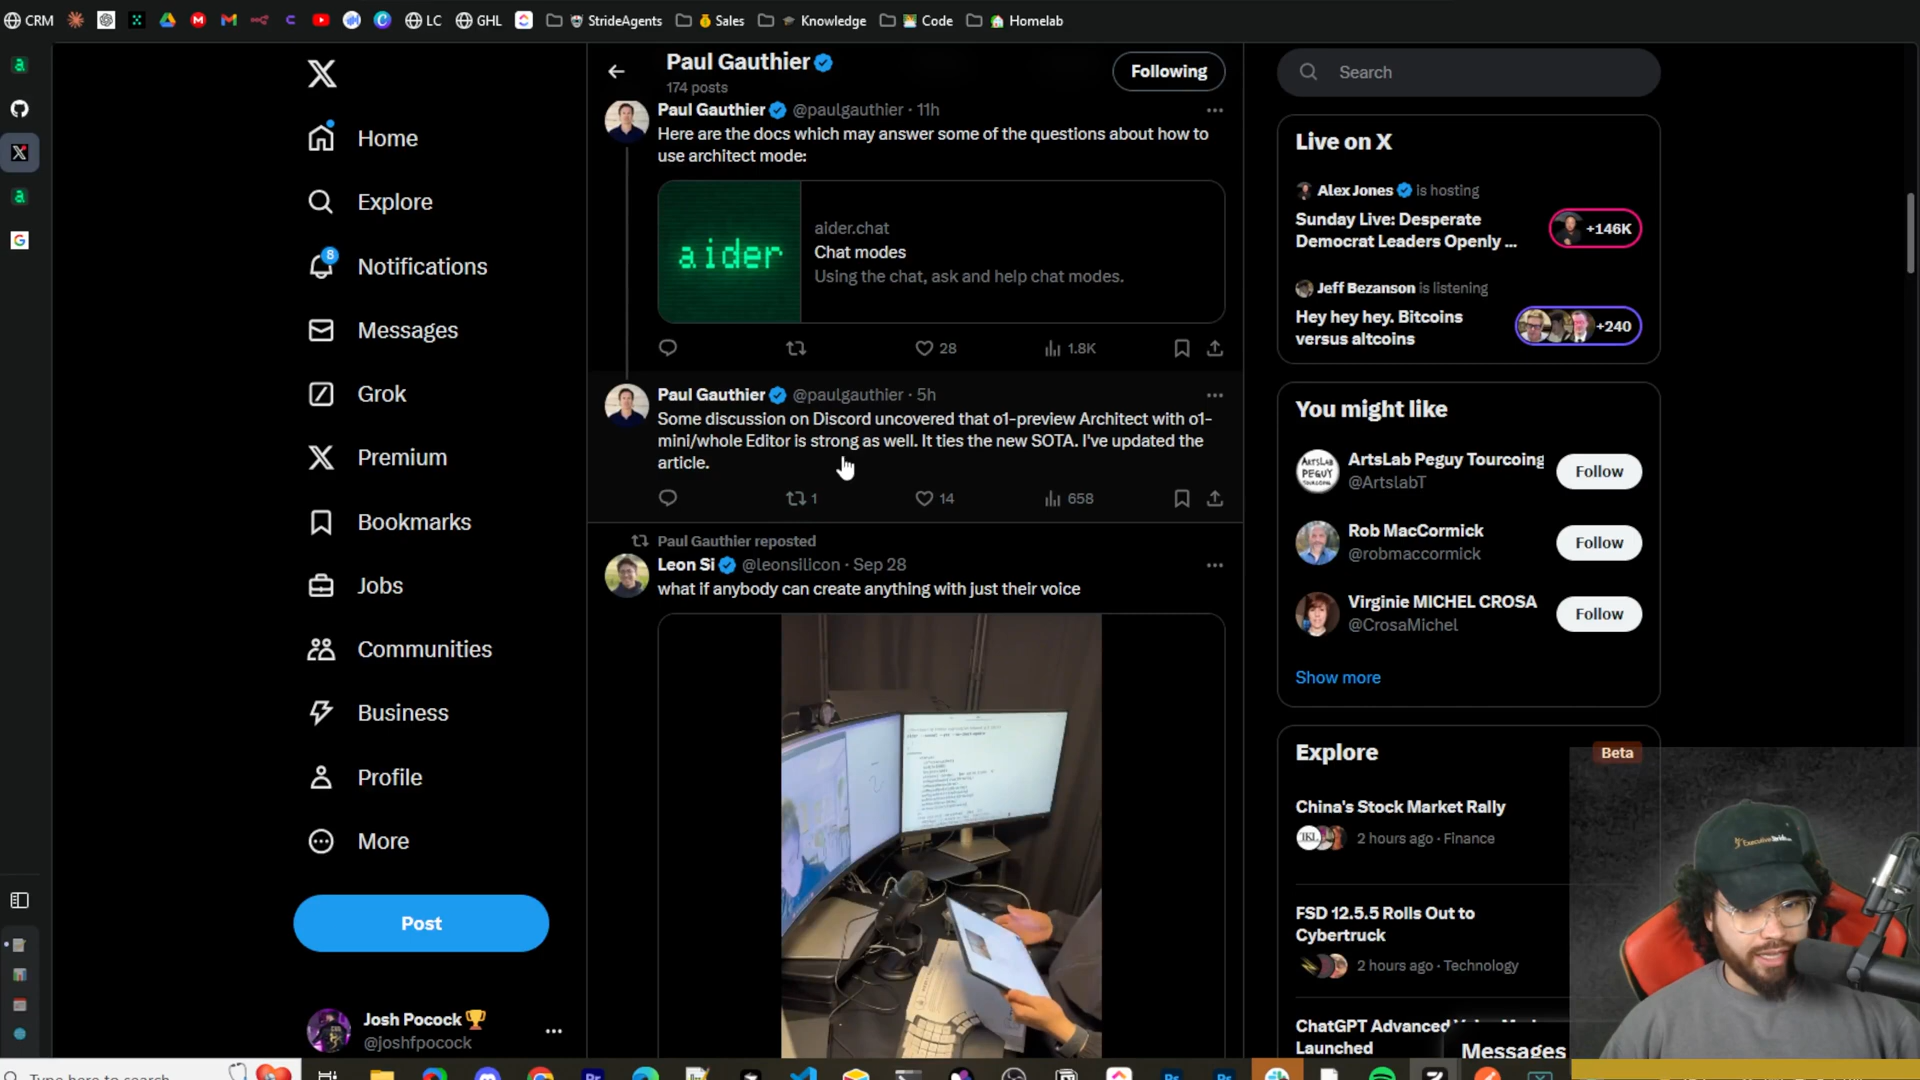 CRM
LC
GHL
StrideAgents
Sales
Knowledge
Code
Homelab
Home
Explore
8
Notifications
Messages
Grok
Premium
Bookmarks
Jobs
Communities
Business
Profile
More
Post
Josh Pocock
@joshfpocock
Paul Gauthier
174 posts
Following
Paul Gauthier @paulgauthier · 11h
Here are the docs which may answer some of the questions about how to
use architect mode:
aider
aider.chat
Chat modes
Using the chat, ask and help chat modes.
28
1.8K
Paul Gauthier @paulgauthier · 5h
Some discussion on Discord uncovered that o1-preview Architect with o1-
mini/whole Editor is strong as well. It ties the new SOTA. I've updated the
article.
1
14
658
Paul Gauthier reposted
Leon Si @leonsilicon · Sep 28
what if anybody can create anything with just their voice
Search
Live on X
Alex Jones is hosting
Sunday Live: Desperate
Democrat Leaders Openly ...
+146K
Jeff Bezanson is listening
Hey hey hey. Bitcoins
versus altcoins
+240
You might like
ArtsLab Peguy Tourcoing
@ArtslabT
Follow
Rob MacCormick
@robmaccormick
Follow
Virginie MICHEL CROSA
@CrosaMichel
Follow
Show more
Explore
Beta
China's Stock Market Rally
2 hours ago · Finance
FSD 12.5.5 Rolls Out to
Cybertruck
2 hours ago · Technology
ChatGPT Advanced
Launched
Messages
Type here to search